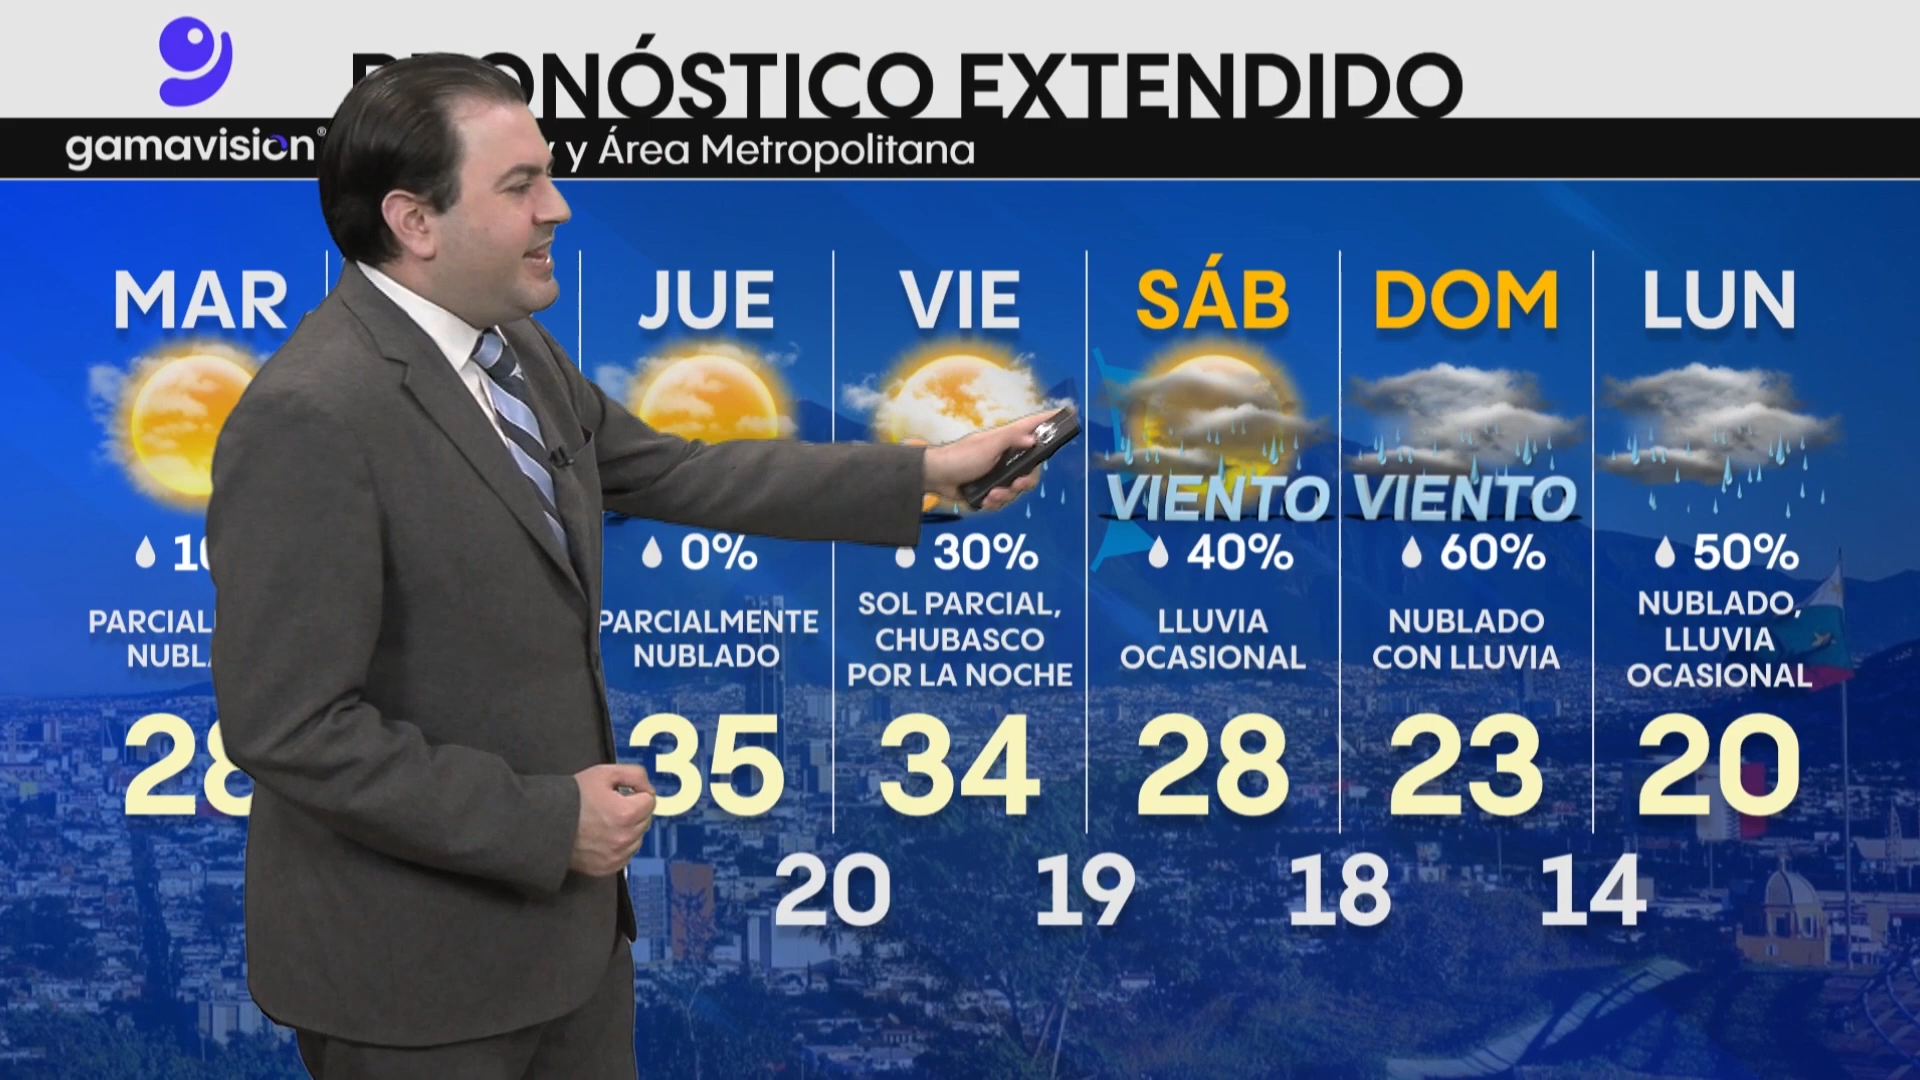 PRONÓSTICO EXTENDIDO
gamavision®
y Área Metropolitana
MAR
JUE
VIE
SÁB
DOM
LUN
VIENTO
VIENTO
0%
30%
40%
60%
50%
PARCIALMENTE
NUBLADO
SOL PARCIAL,
CHUBASCO
POR LA NOCHE
LLUVIA
OCASIONAL
NUBLADO
CON LLUVIA
NUBLADO,
LLUVIA
OCASIONAL
28
35
34
28
23
20
20
19
18
14